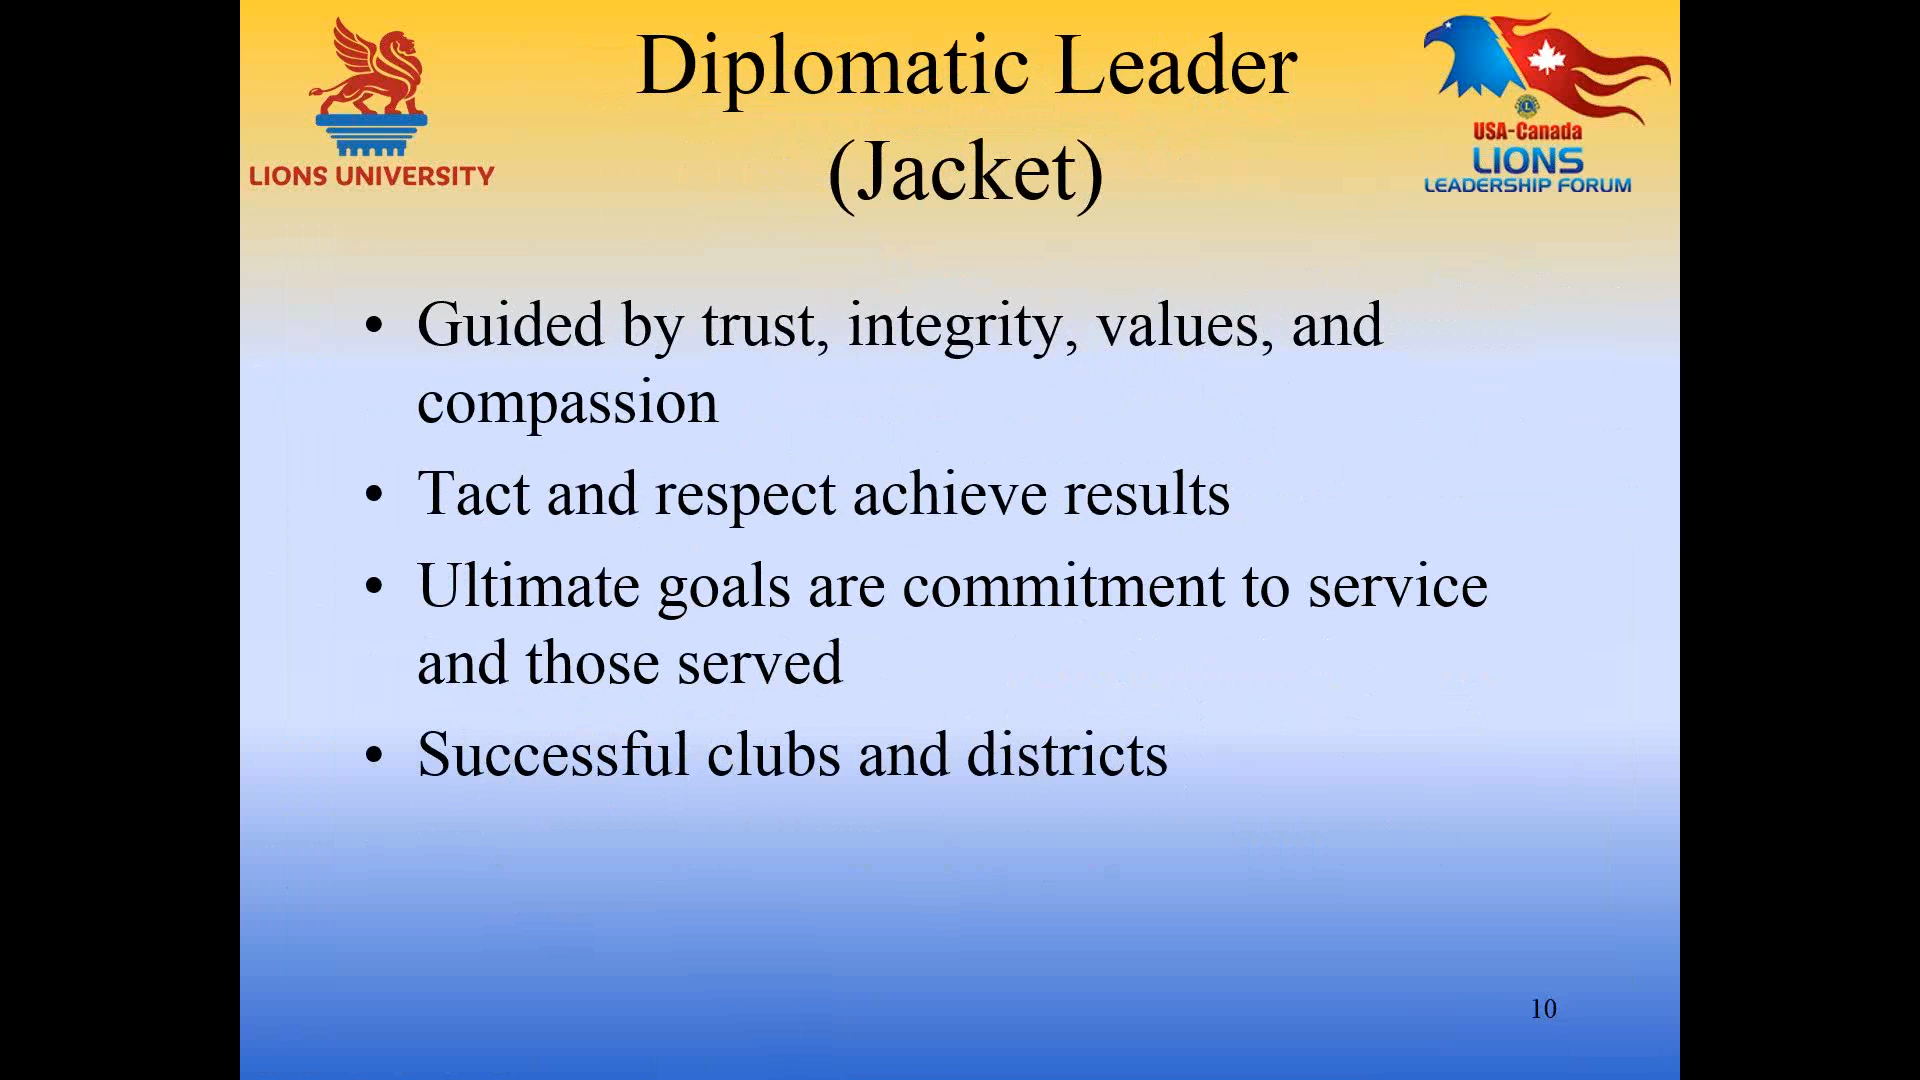 Diplomatic Leader
(Jacket)
LIONS UNIVERSITY
USA-Canada
LIONS
LEADERSHIP FORUM
• Guided by trust, integrity, values, and
compassion
• Tact and respect achieve results
• Ultimate goals are commitment to service
and those served
• Successful clubs and districts
10